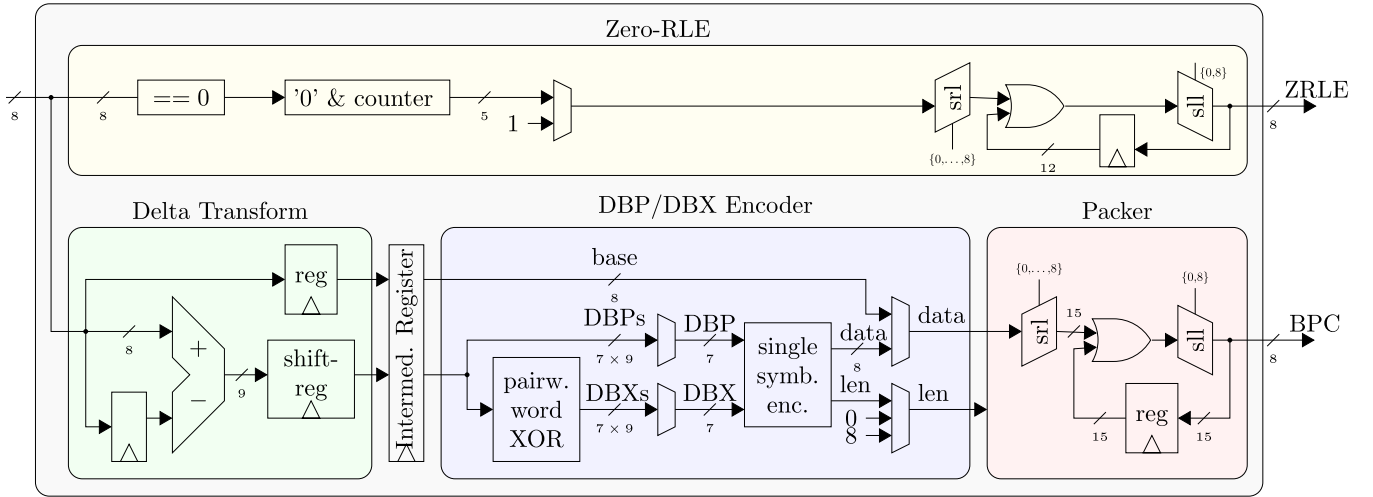 Zero-RLE
8
8
== 0
'0' & counter
5
1
srl
{0,...,8}
12
{0,8}
sll
ZRLE
8
Delta Transform
8
+
−
9
reg
shift-
reg
Intermed. Register
DBP/DBX Encoder
base
8
DBPs
7 × 9
DBP
7
pairw.
word
XOR
DBXs
7 × 9
DBX
7
single
symb.
enc.
data
8
len
0
8
data
len
Packer
{0,...,8}
srl
15
{0,8}
sll
reg
15
15
BPC
8